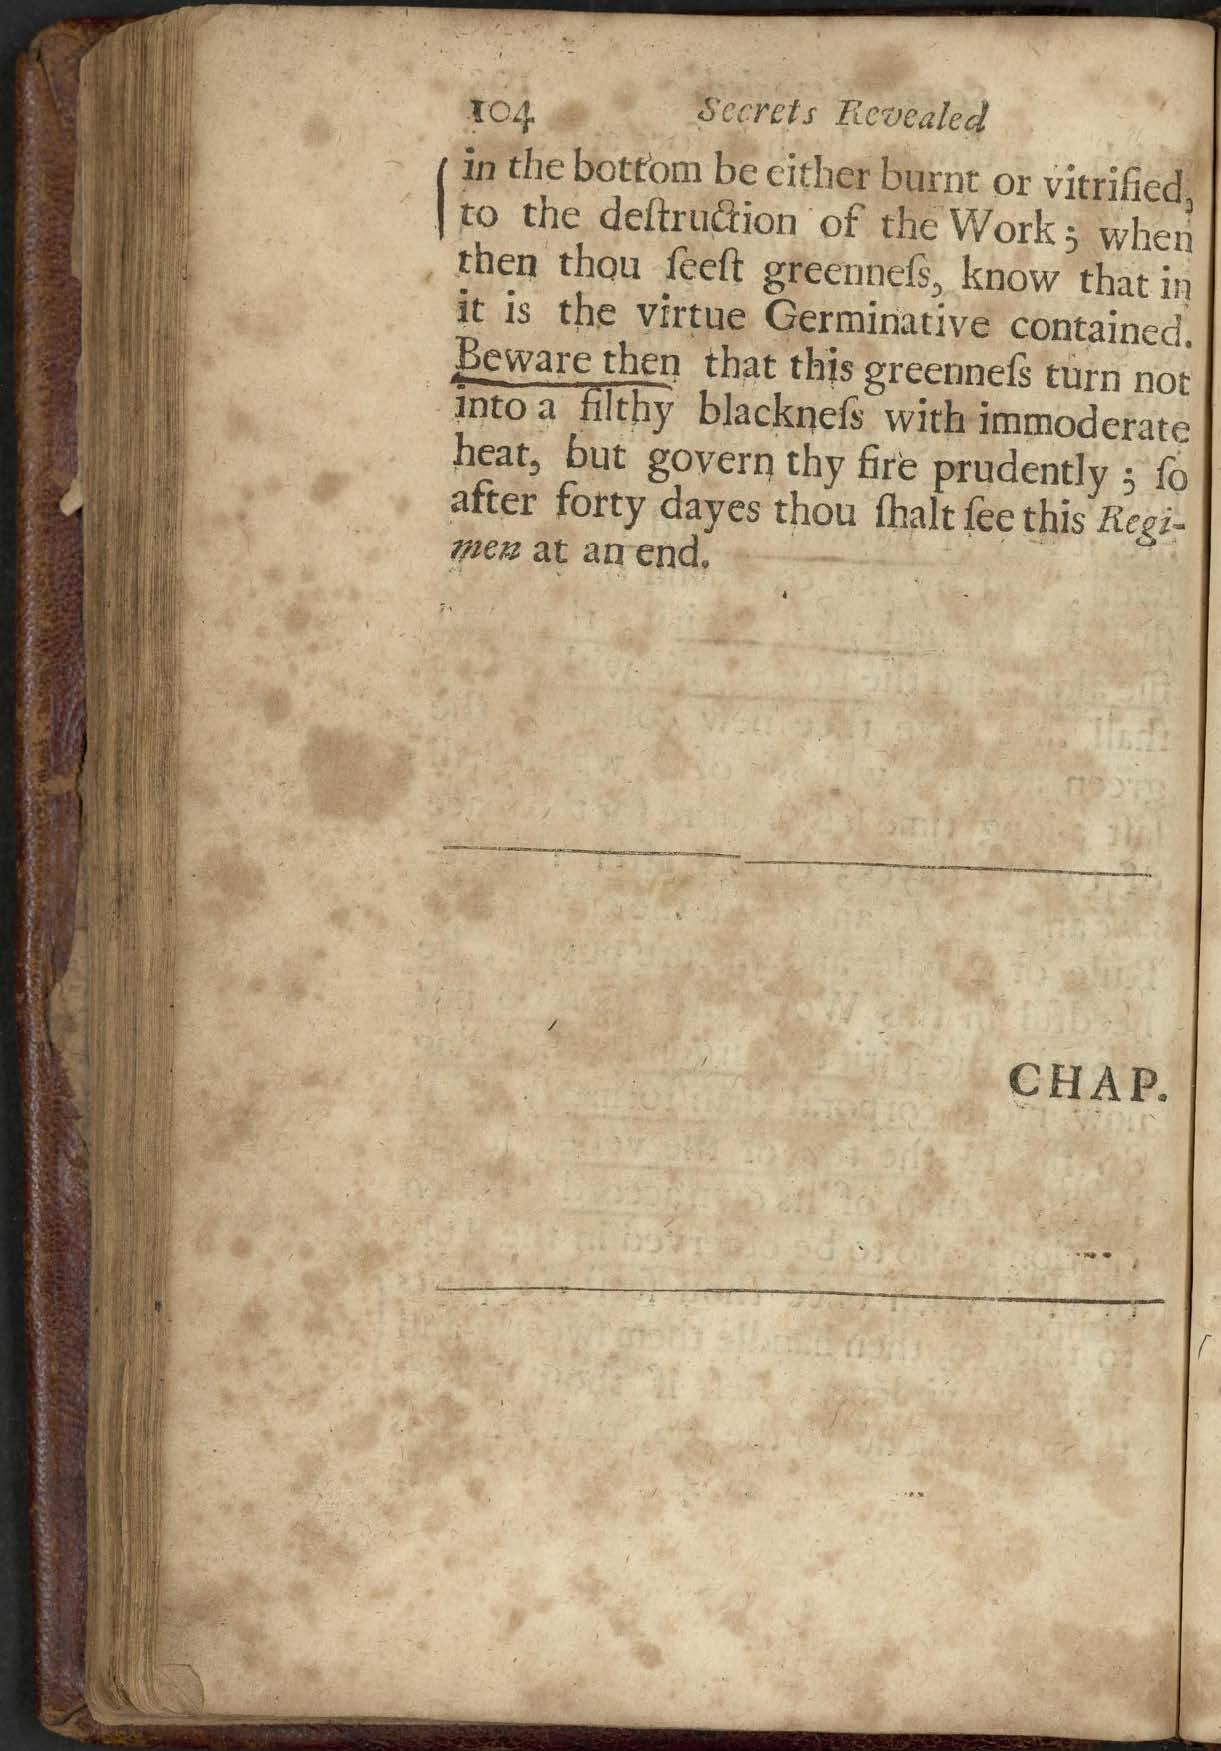 104 Secrets Revealed
in the bottom be either burnt or vitrified,
to the deſtruction of the Work; when
then thou ſeeſt greenneſs, know that in
it is the virtue Germinative contained.
Beware then that this greenneſs turn not
into a filthy blackneſs with immoderate
heat, but govern thy fire prudently; ſo
after forty dayes thou ſhalt ſee this Regi-
men at an end.
CHAP.